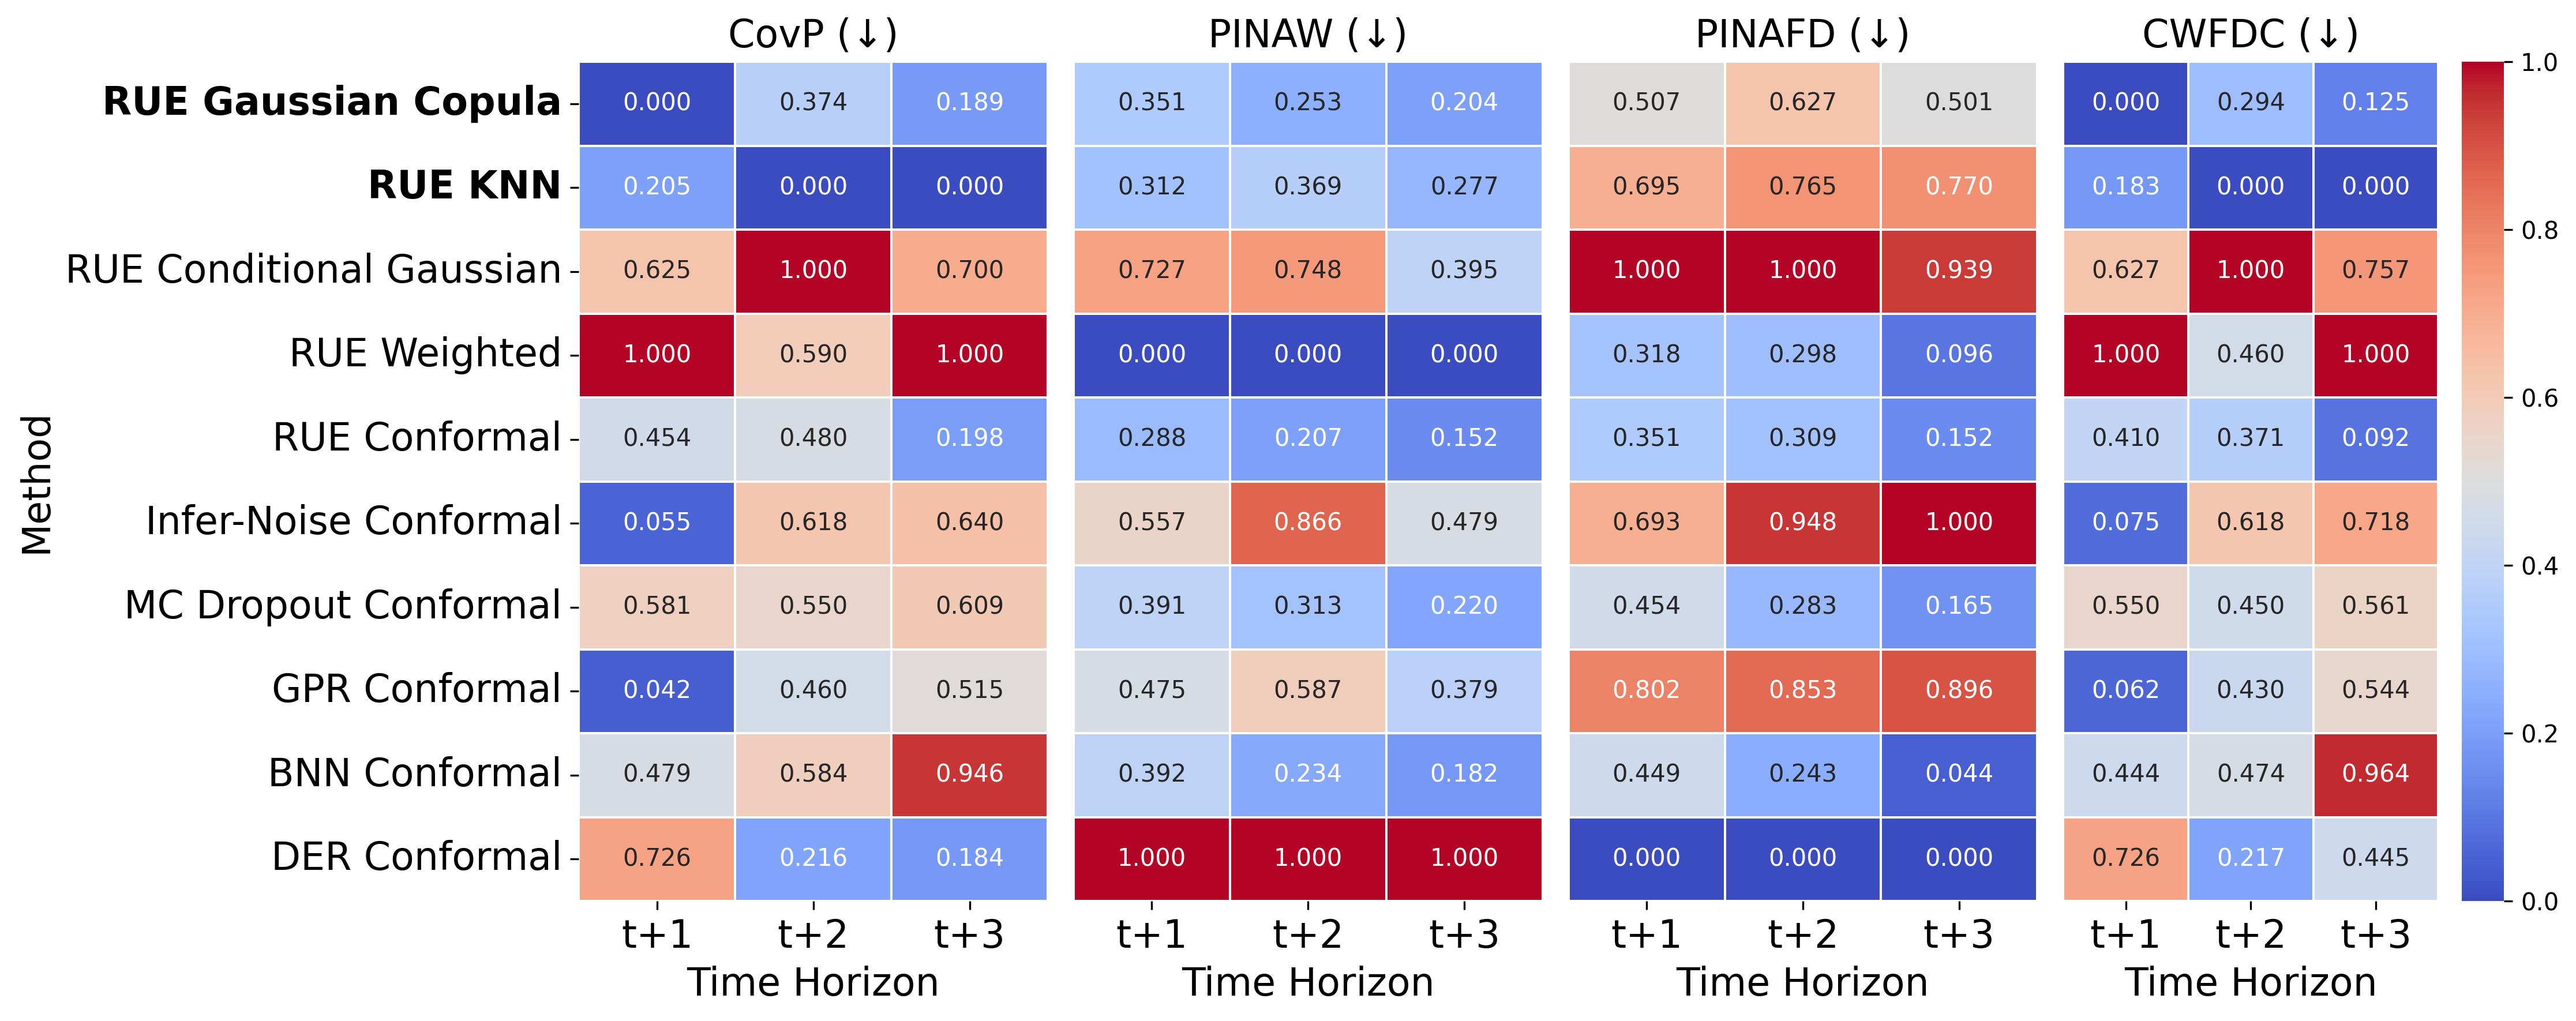 CovP (↓) PINAW (↓) PINAFD (↓) CWFDC (↓)
RUE Gaussian Copula 0.000 0.374 0.189 0.351 0.253 0.204 0.507 0.627 0.501 0.000 0.294 0.125
RUE KNN 0.205 0.000 0.000 0.312 0.369 0.277 0.695 0.765 0.770 0.183 0.000 0.000
RUE Conditional Gaussian 0.625 1.000 0.700 0.727 0.748 0.395 1.000 1.000 0.939 0.627 1.000 0.757
RUE Weighted 1.000 0.590 1.000 0.000 0.000 0.000 0.318 0.298 0.096 1.000 0.460 1.000
RUE Conformal 0.454 0.480 0.198 0.288 0.207 0.152 0.351 0.309 0.152 0.410 0.371 0.092
Infer-Noise Conformal 0.055 0.618 0.640 0.557 0.866 0.479 0.693 0.948 1.000 0.075 0.618 0.718
MC Dropout Conformal 0.581 0.550 0.609 0.391 0.313 0.220 0.454 0.283 0.165 0.550 0.450 0.561
GPR Conformal 0.042 0.460 0.515 0.475 0.587 0.379 0.802 0.853 0.896 0.062 0.430 0.544
BNN Conformal 0.479 0.584 0.946 0.392 0.234 0.182 0.449 0.243 0.044 0.444 0.474 0.964
DER Conformal 0.726 0.216 0.184 1.000 1.000 1.000 0.000 0.000 0.000 0.726 0.217 0.445
t+1 t+2 t+3 t+1 t+2 t+3 t+1 t+2 t+3 t+1 t+2 t+3
Time Horizon Time Horizon Time Horizon Time Horizon
Method
1.0
0.8
0.6
0.4
0.2
0.0